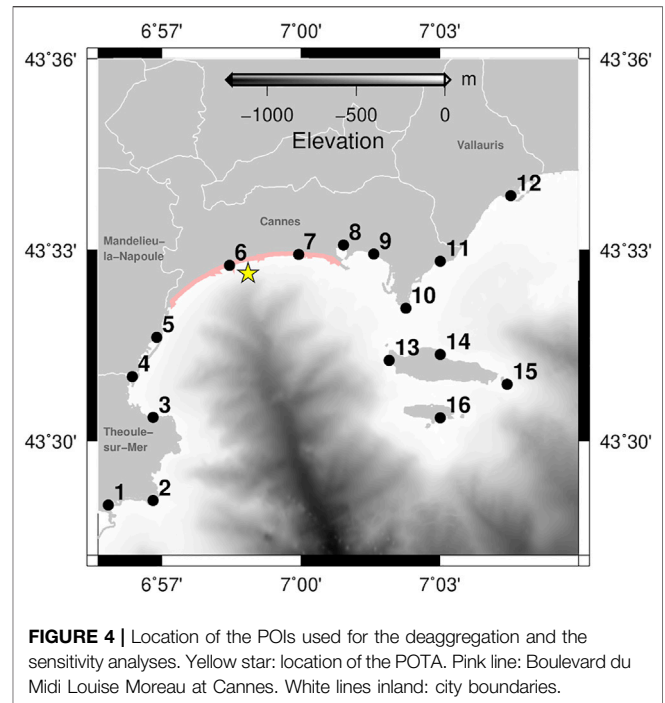 6°57' 7°00' 7°03'
43°36' 43°36'
m
−1000 −500 0
Elevation
Vallauris
12
Cannes
Mandelieu−
la−Napoule
43°33' 43°33'
6 7 8 9 11
10
5
4
13 14
15
3
16
Theoule−
sur−Mer
43°30' 43°30'
1 2
6°57' 7°00' 7°03'
FIGURE 4 | Location of the POIs used for the deaggregation and the
sensitivity analyses. Yellow star: location of the POTA. Pink line: Boulevard du
Midi Louise Moreau at Cannes. White lines inland: city boundaries.